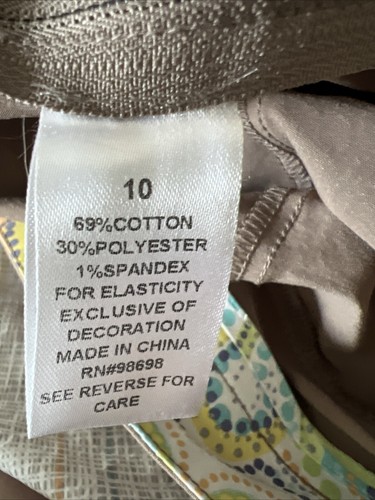 10
69%COTTON
30%POLYESTER
1%SPANDEX
FOR ELASTICITY
EXCLUSIVE OF
DECORATION
MADE IN CHINA
RN#98698
SEE REVERSE FOR
CARE